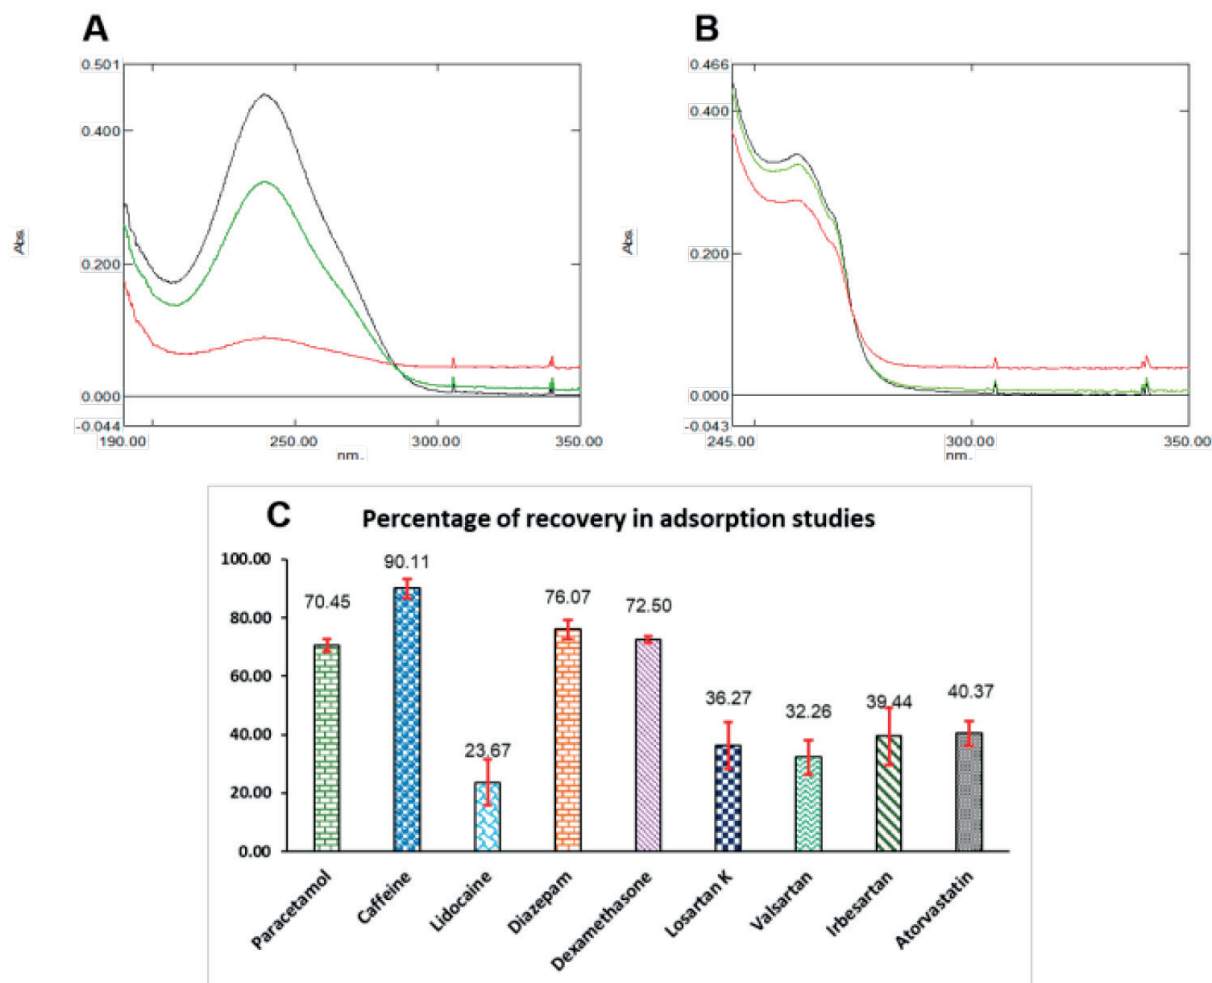 A
0.501
0.400
0.200
0.000
-0.044
Abs.
190.00
250.00
300.00
350.00
nm.
B
0.466
0.400
0.200
0.000
-0.043
Abs.
245.00
300.00
350.00
nm.
C
Percentage of recovery in adsorption studies
100.00
80.00
60.00
40.00
20.00
0.00
70.45
90.11
23.67
76.07
72.50
36.27
32.26
39.44
40.37
Paracetamol
Caffeine
Lidocaine
Diazepam
Dexamethasone
Losartan K
Valsartan
Irbesartan
Atorvastatin